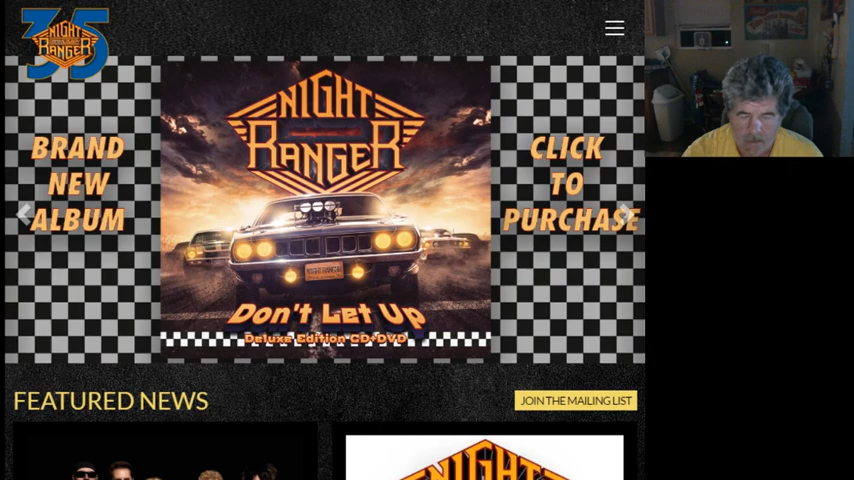 35
NIGHT
RANGER
NIGHT
RANGER
BRAND
NEW
ALBUM
CLICK
TO
PURCHASE
Don't Let Up
Deluxe Edition CD+DVD
FEATURED NEWS
JOIN THE MAILING LIST
NIGHT